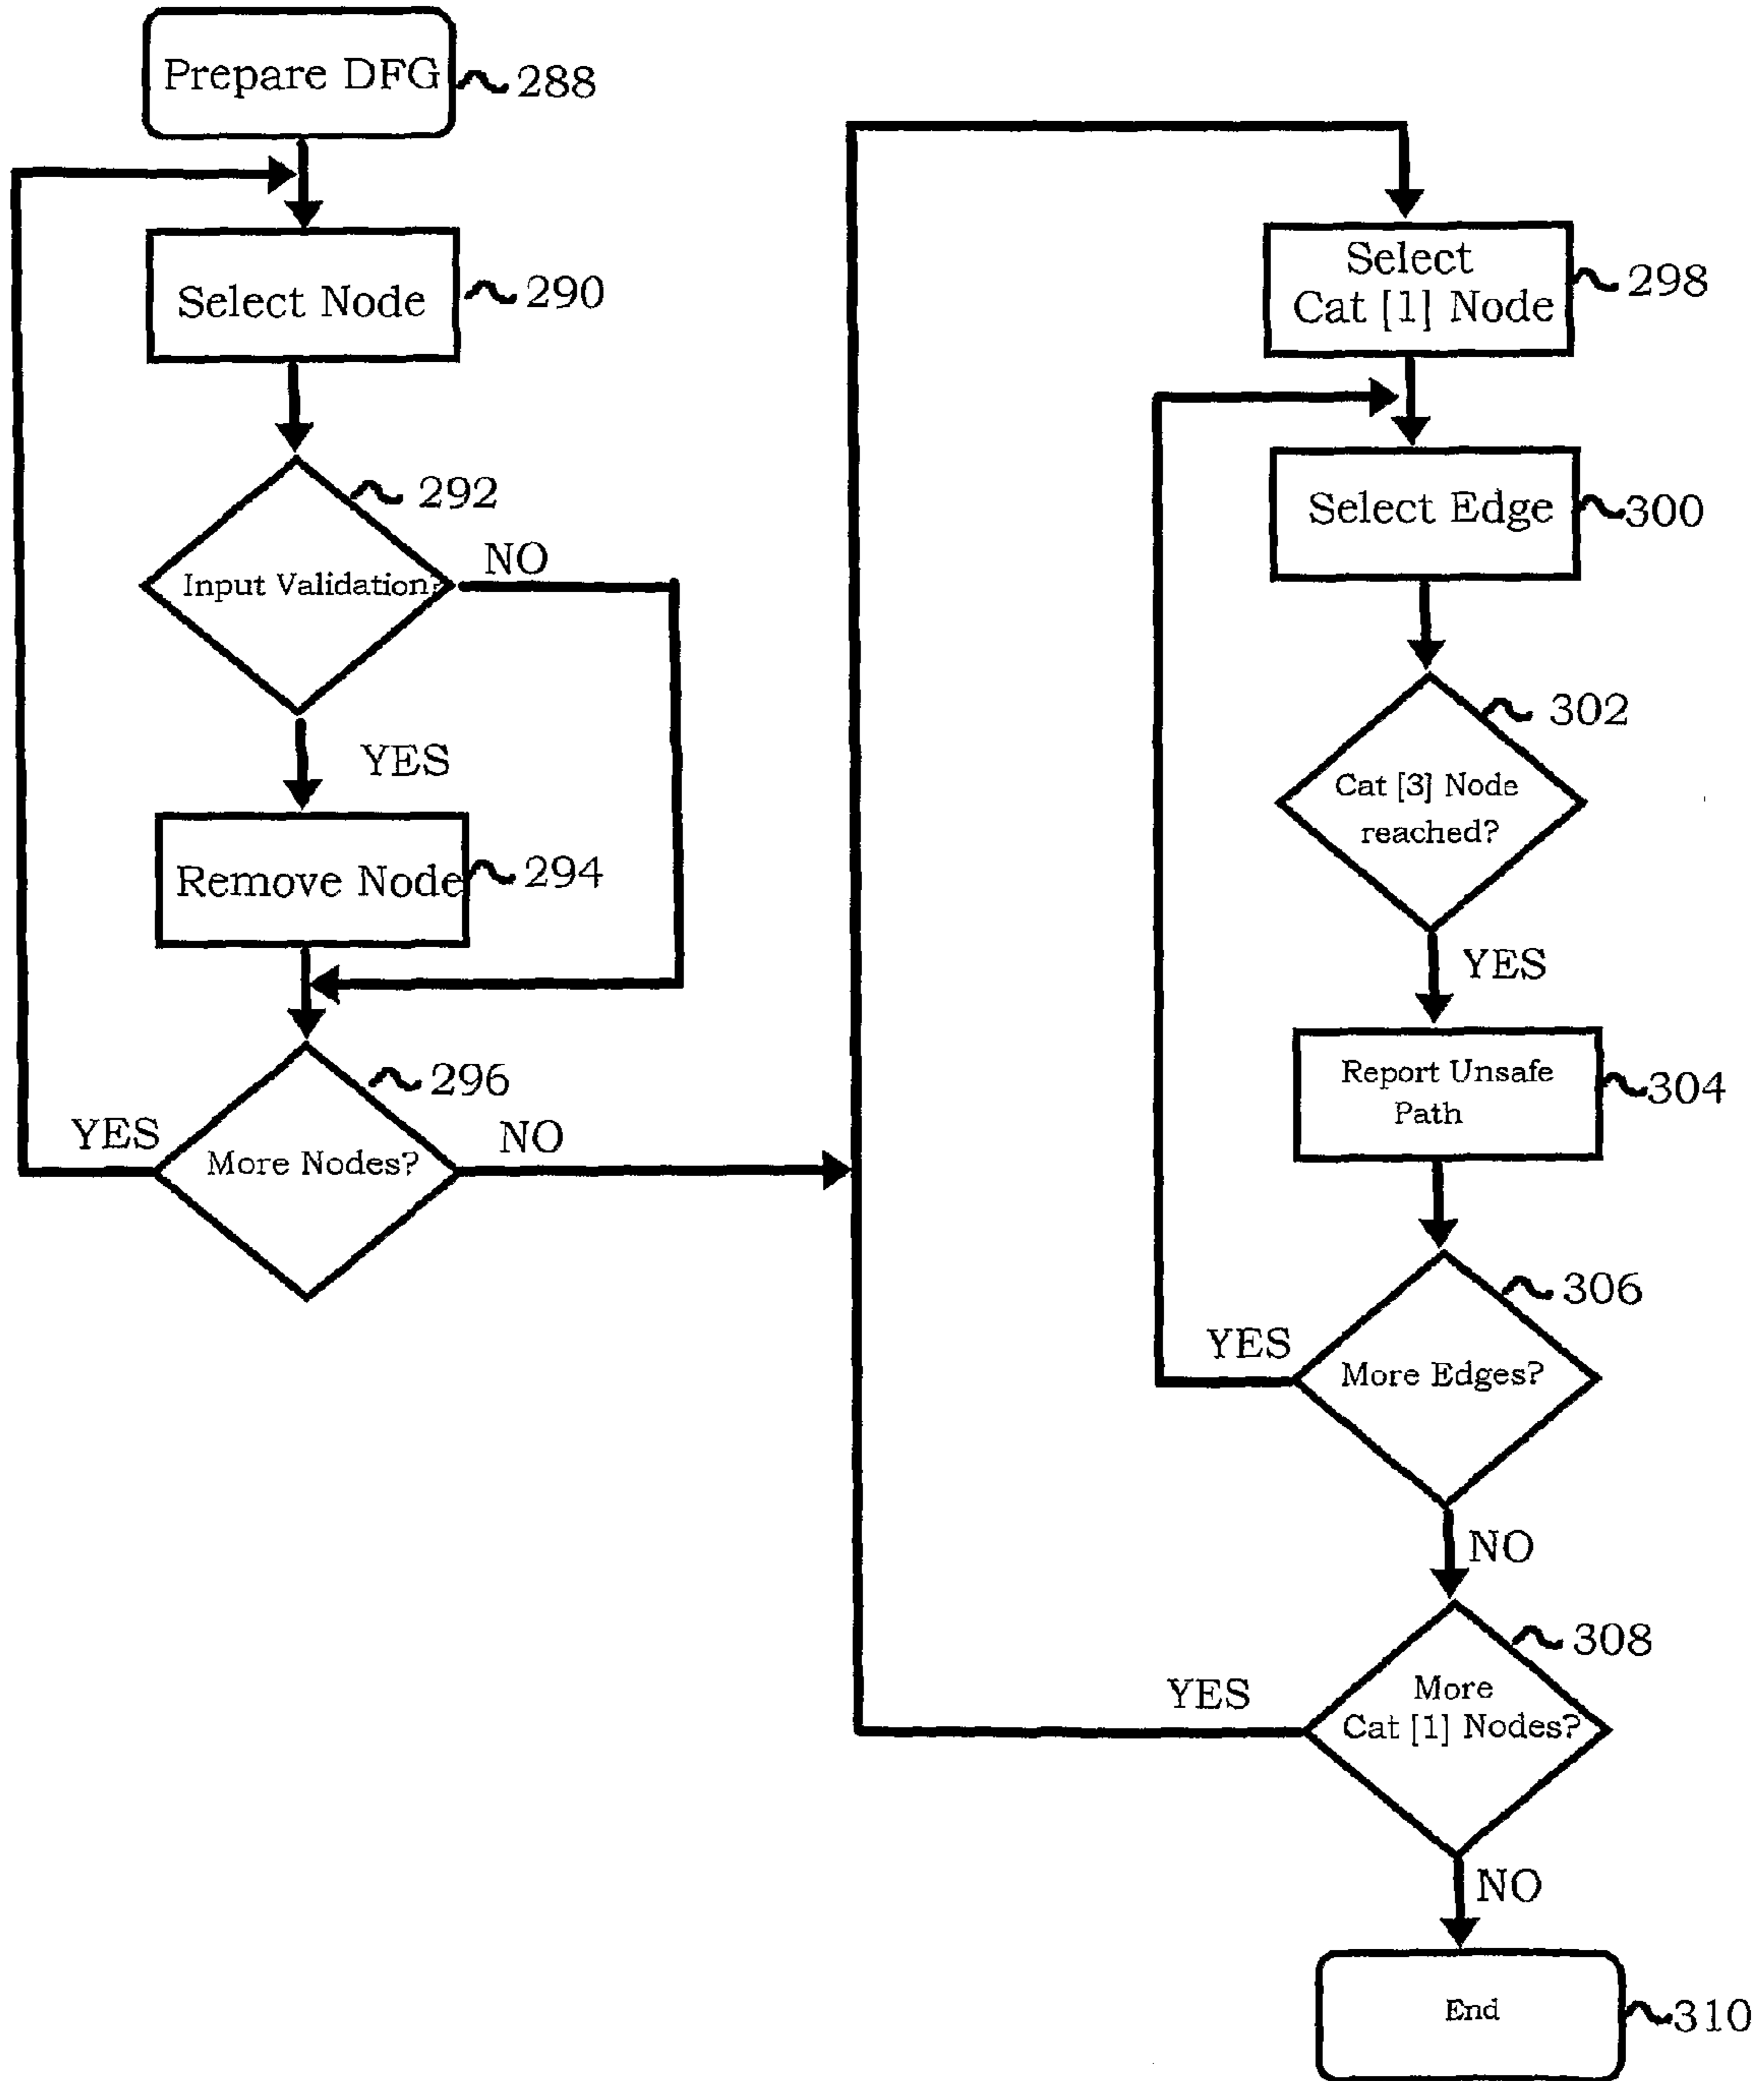 Prepare DFG
288
Select Node
290
292
Input Validation?
NO
YES
Remove Node
294
296
YES
More Nodes?
NO
Select
Cat [1] Node
298
Select Edge
300
302
Cat [3] Node
reached?
YES
Report Unsafe
Path
304
306
YES
More Edges?
NO
308
YES
More
Cat [1] Nodes?
NO
End
310